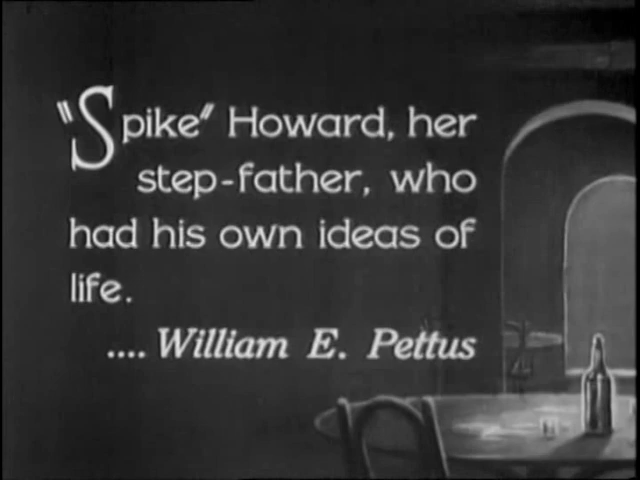 "Spike" Howard, her
step-father, who
had his own ideas of
life.
.... William E. Pettus